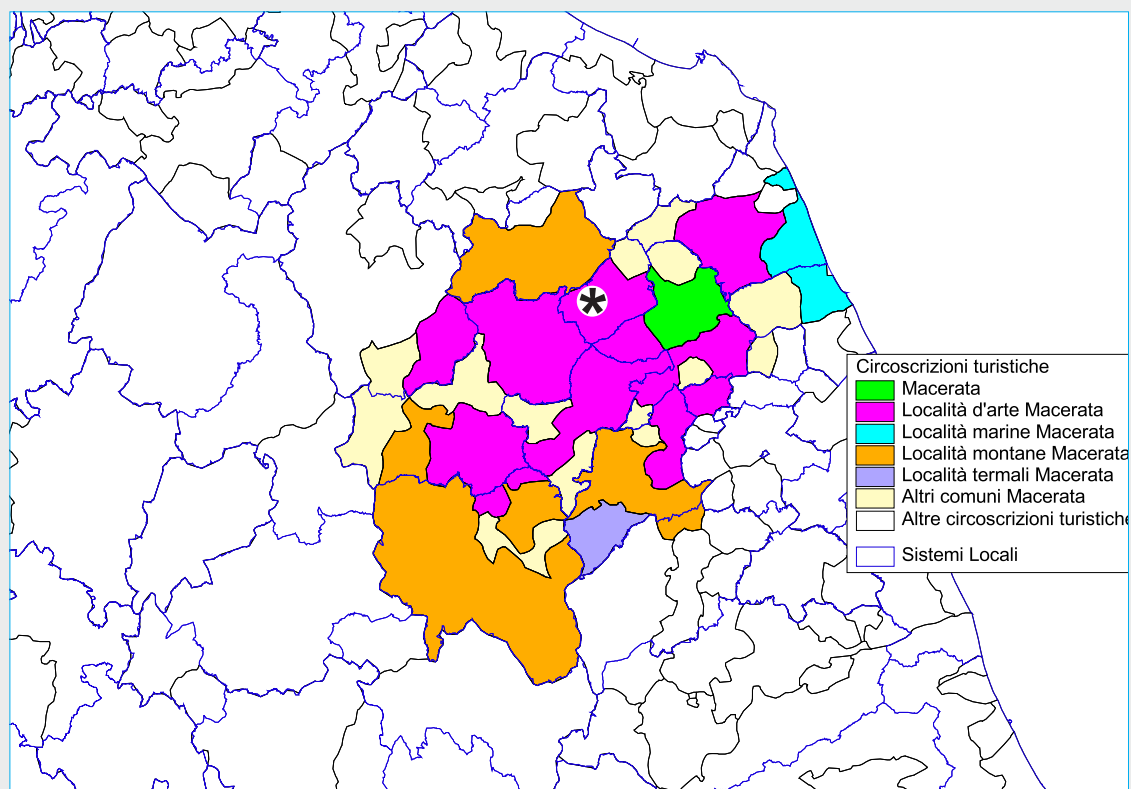 *
Circoscrizioni turistiche
Macerata
Località d'arte Macerata
Località marine Macerata
Località montane Macerata
Località termali Macerata
Altri comuni Macerata
Altre circoscrizioni turistiche
Sistemi Locali